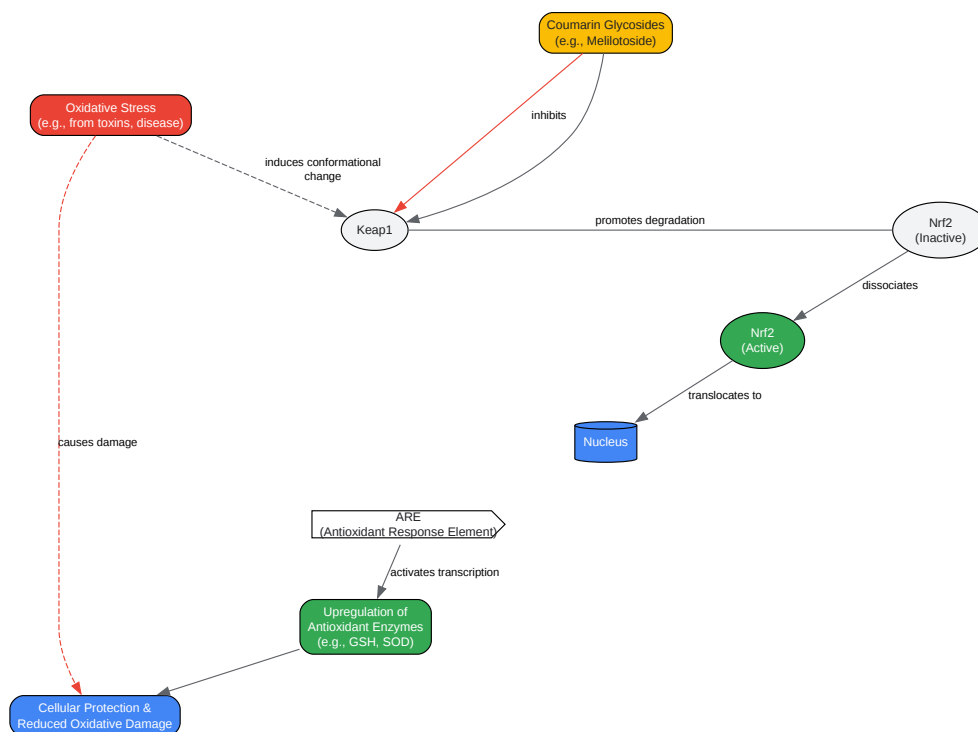 Coumarin Glycosides
(e.g., Melilotoside)
Oxidative Stress
(e.g., from toxins, disease)
inhibits
induces conformational
change
Keap1
promotes degradation
Nrf2
(Inactive)
dissociates
Nrf2
(Active)
translocates to
Nucleus
causes damage
ARE
(Antioxidant Response Element)
activates transcription
Upregulation of
Antioxidant Enzymes
(e.g., GSH, SOD)
Cellular Protection &
Reduced Oxidative Damage